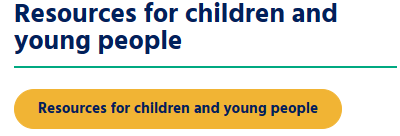 Resources for children and
young people
Resources for children and young people